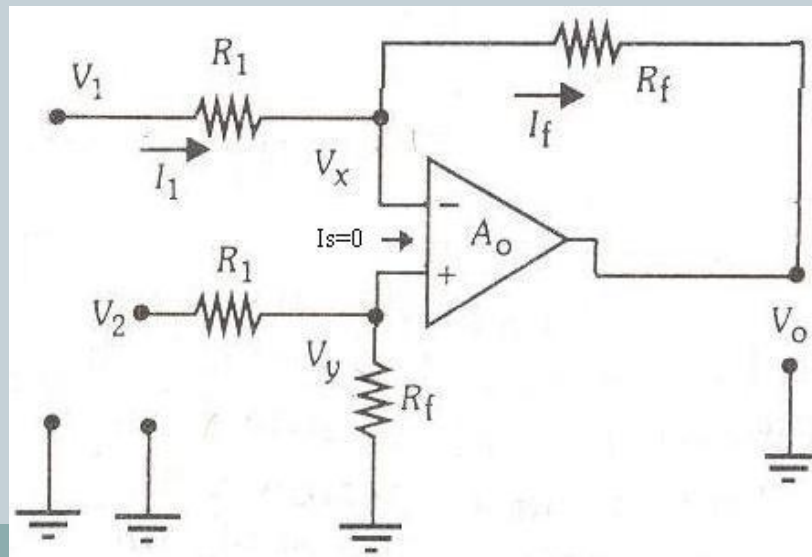 R1
Rf
V1
If
I1
Vx
−
Is=0
Ao
R1
+
V2
Vy
Vo
Rf